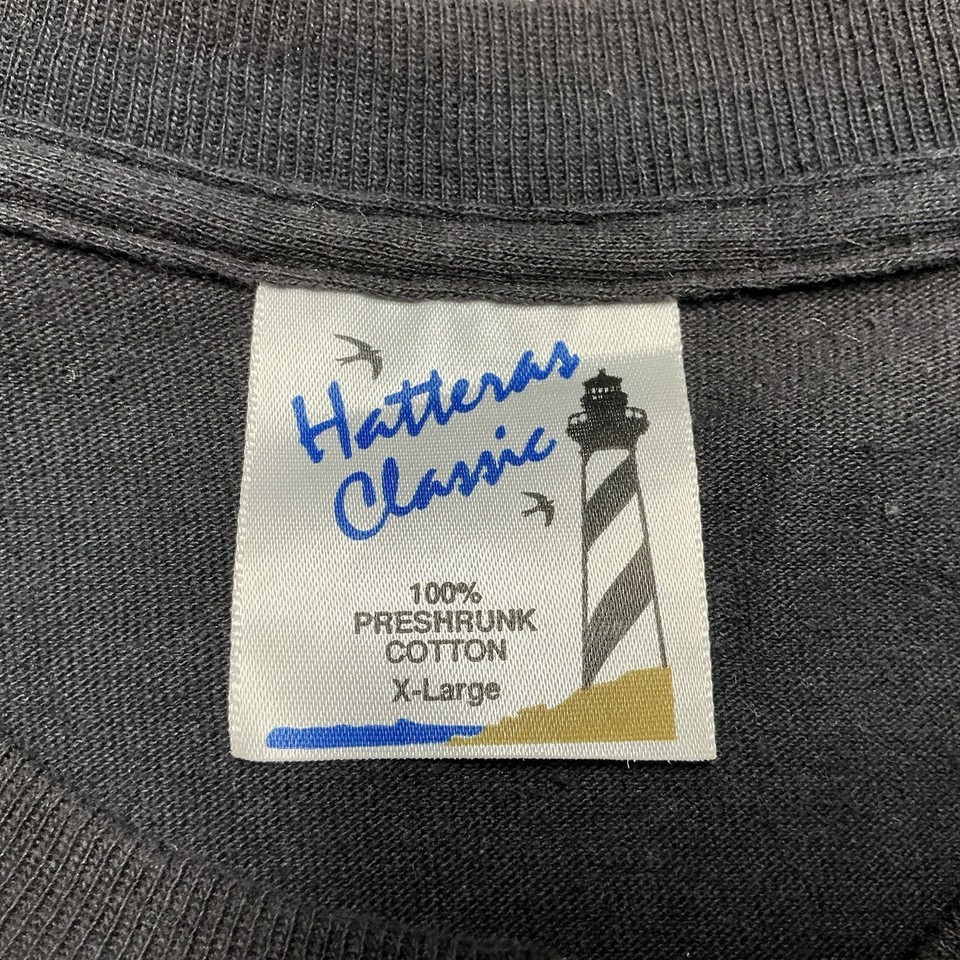 Hatteras
Classic
100%
PRESHRUNK
COTTON
X-Large